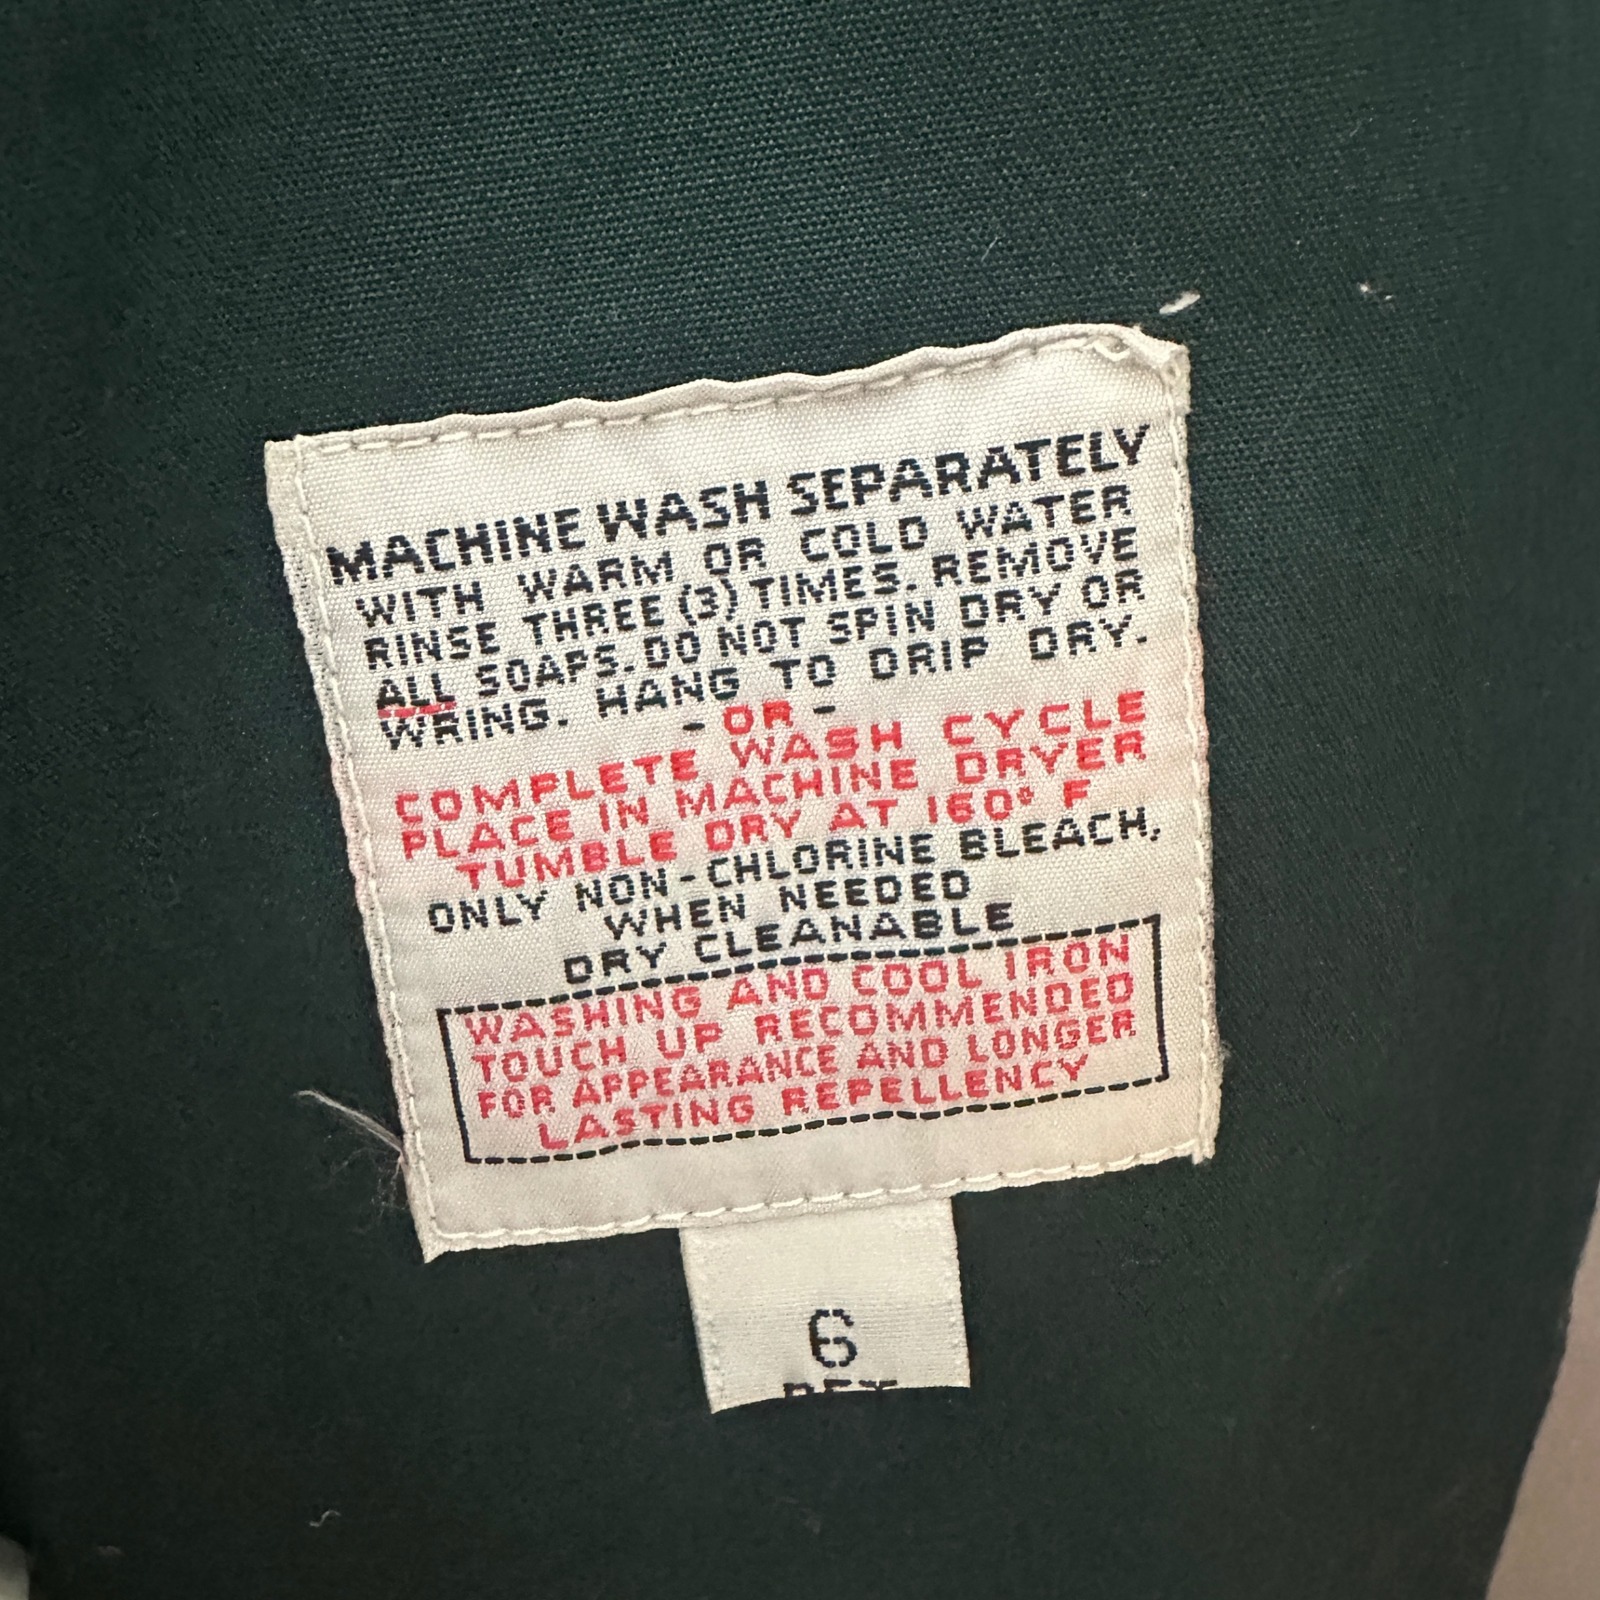 MACHINE WASH SEPARATELY
WITH WARM OR COLD WATER
RINSE THREE (3) TIMES. REMOVE
ALL SOAPS. DO NOT SPIN DRY OR
WRING. HANG TO DRIP DRY.
- OR -
COMPLETE WASH CYCLE
PLACE IN MACHINE DRYER
TUMBLE DRY AT 160° F
ONLY NON-CHLORINE BLEACH,
WHEN NEEDED
DRY CLEANABLE
WASHING AND COOL IRON
TOUCH UP RECOMMENDED
FOR APPEARANCE AND LONGER
LASTING REPELLENCY
6